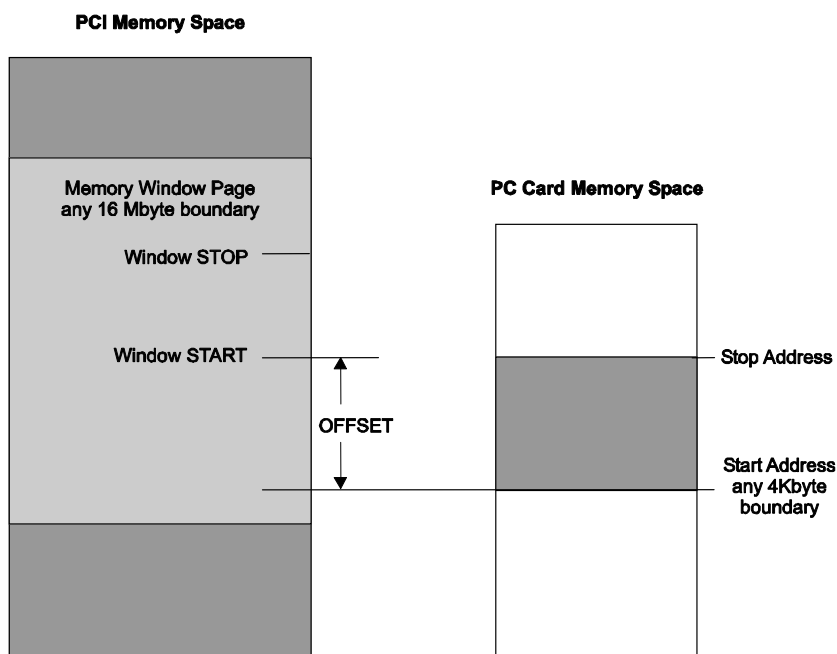 PCI Memory Space
Memory Window Page
any 16 Mbyte boundary
Window STOP
Window START
OFFSET
PC Card Memory Space
Stop Address
Start Address
any 4Kbyte
boundary